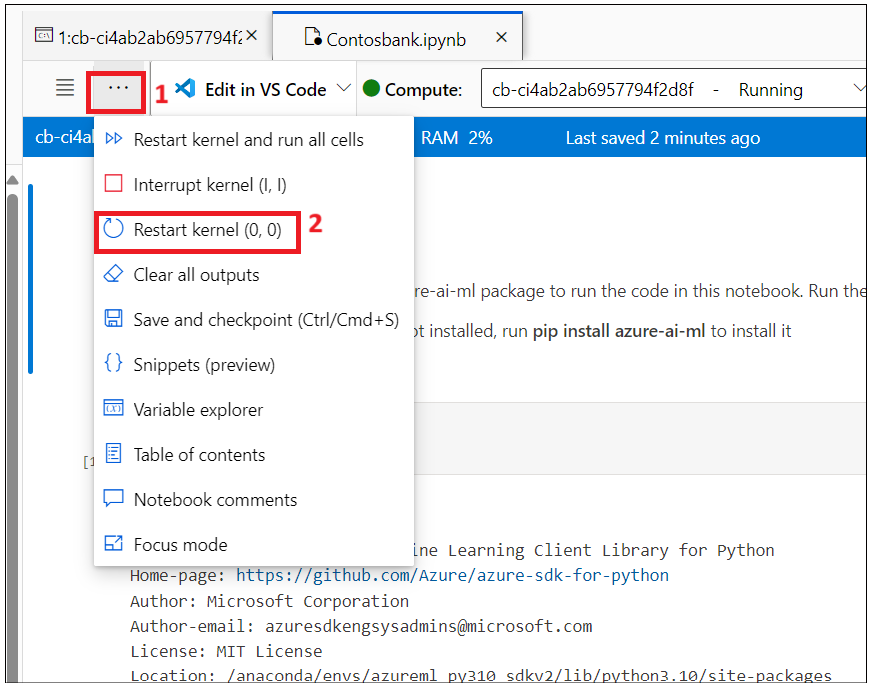 1:cb-ci4ab2ab6957794f2 Contosbank.ipynb
... 1 Edit in VS Code Compute: cb-ci4ab2ab6957794f2d8f - Running
cb-ci4al RAM 2% Last saved 2 minutes ago
Restart kernel and run all cells
Interrupt kernel (I, I)
Restart kernel (0, 0) 2
Clear all outputs
re-ai-ml package to run the code in this notebook. Run the
Save and checkpoint (Ctrl/Cmd+S)
ot installed, run pip install azure-ai-ml to install it
Snippets (preview)
Variable explorer
Table of contents
[1
Notebook comments
Focus mode
ine Learning Client Library for Python
Home-page: https://github.com/Azure/azure-sdk-for-python
Author: Microsoft Corporation
Author-email: azuresdkengsysadmins@microsoft.com
License: MIT License
Location: /anaconda/envs/azureml_py310_sdkv2/lib/python3.10/site-packages